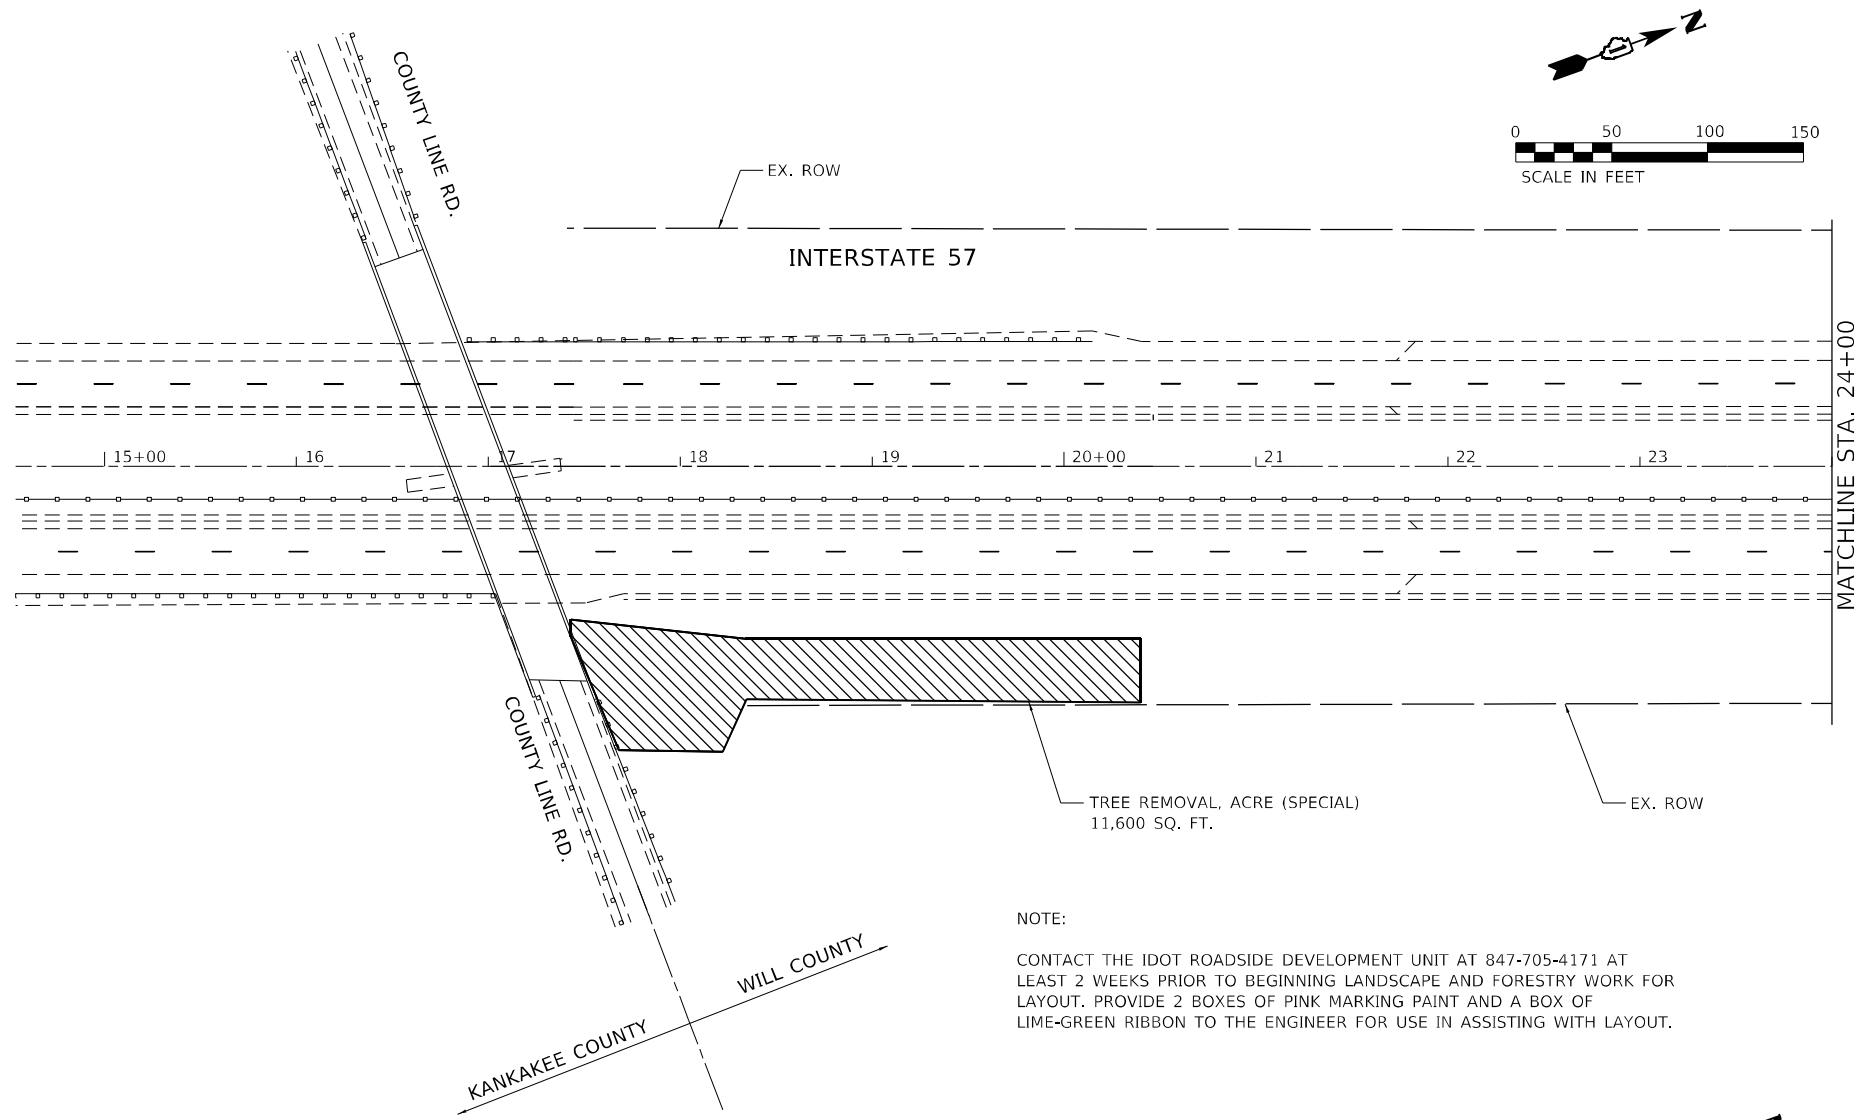 N
COUNTY LINE RD.
0 50 100 150
SCALE IN FEET
EX. ROW
INTERSTATE 57
MATCHLINE STA. 24+00
15+00 16 17 18 19 20+00 21 22 23
COUNTY LINE RD.
TREE REMOVAL, ACRE (SPECIAL)
11,600 SQ. FT.
EX. ROW
NOTE:
CONTACT THE IDOT ROADSIDE DEVELOPMENT UNIT AT 847-705-4171 AT
LEAST 2 WEEKS PRIOR TO BEGINNING LANDSCAPE AND FORESTRY WORK FOR
LAYOUT. PROVIDE 2 BOXES OF PINK MARKING PAINT AND A BOX OF
LIME-GREEN RIBBON TO THE ENGINEER FOR USE IN ASSISTING WITH LAYOUT.
WILL COUNTY
KANKAKEE COUNTY